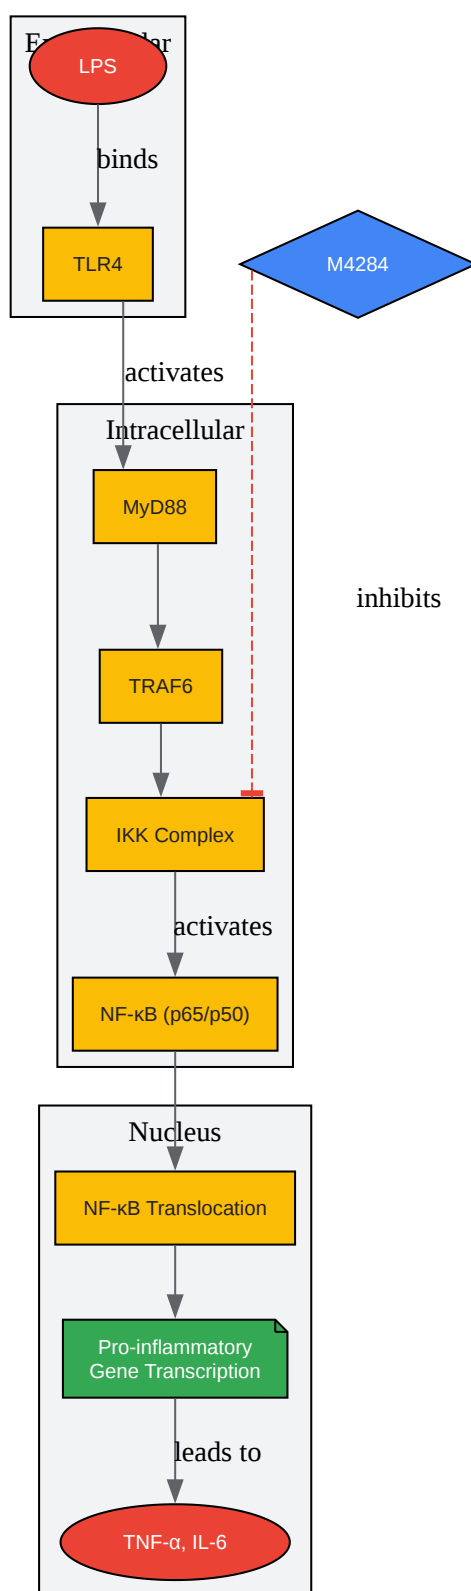 LPS
binds
TLR4
M4284
activates
Intracellular
MyD88
inhibits
TRAF6
IKK Complex
activates
NF-κB (p65/p50)
Nucleus
NF-κB Translocation
Pro-inflammatory
Gene Transcription
leads to
TNF-α, IL-6